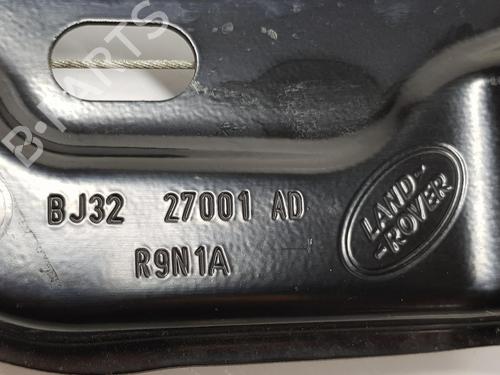 B-PARTS
BJ32 27001 AD
R9N1A
LAND-
-ROVER